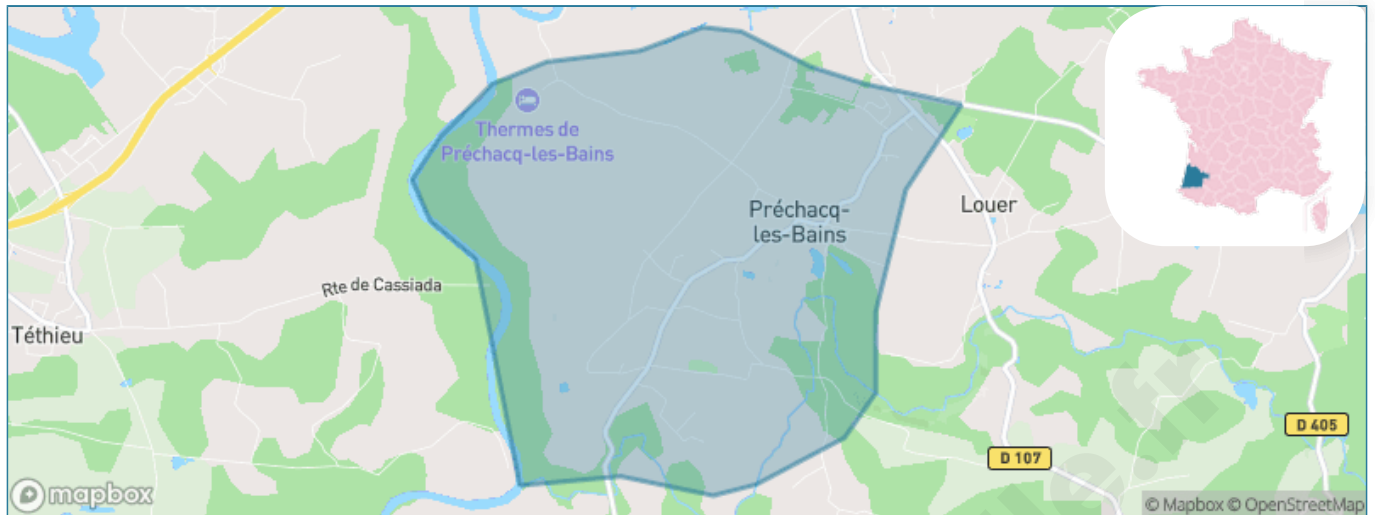 Thermes de
Préchacq-les-Bains
Préchacq-
les-Bains
Louer
Rte de Cassiada
Téthieu
D 405
D 107
mapbox
© Mapbox © OpenStreetMap